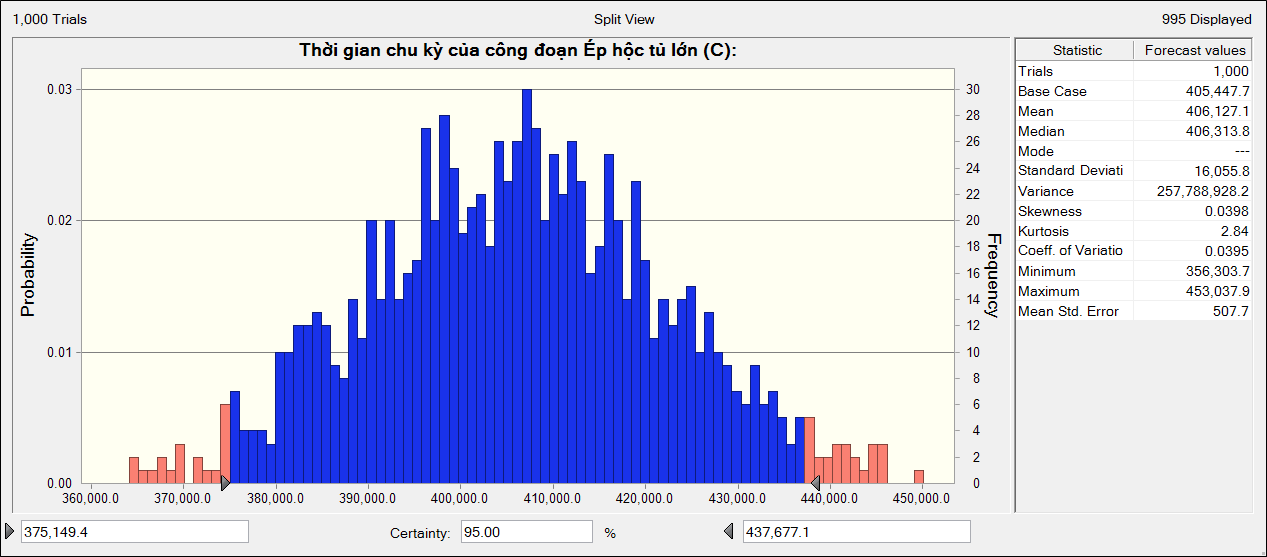 1,000 Trials
Split View
995 Displayed
Thời gian chu kỳ của công đoạn Ép hộc tủ lớn (C):
Probability
0.03
0.02
0.01
0.00
30
28
26
24
22
20
18
16
14
12
10
8
6
4
2
0
Frequency
360,000.0 370,000.0 380,000.0 390,000.0 400,000.0 410,000.0 420,000.0 430,000.0 440,000.0 450,000.0
Statistic Forecast values
Trials 1,000
Base Case 405,447.7
Mean 406,127.1
Median 406,313.8
Mode ---
Standard Deviati 16,055.8
Variance 257,788,928.2
Skewness 0.0398
Kurtosis 2.84
Coeff. of Variatio 0.0395
Minimum 356,303.7
Maximum 453,037.9
Mean Std. Error 507.7
375,149.4 Certainty: 95.00 % 437,677.1